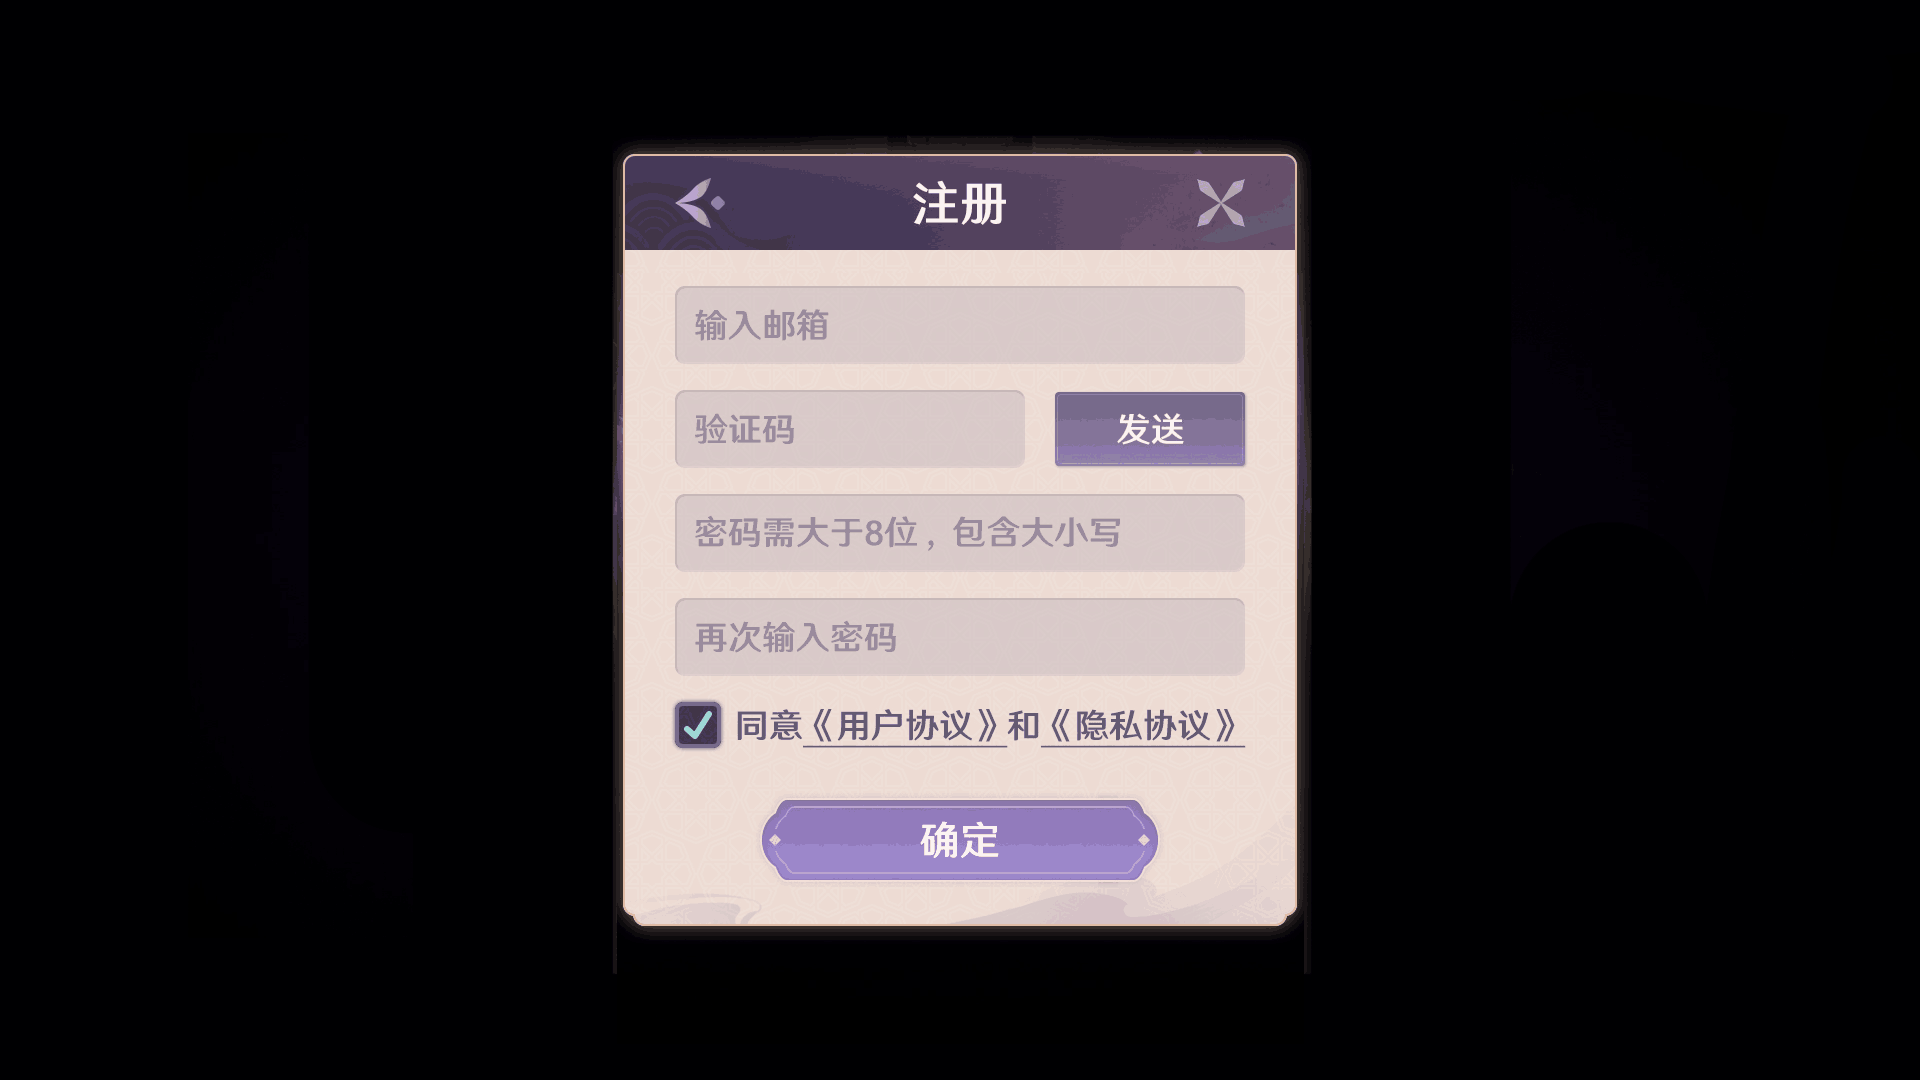 注册
输入邮箱
验证码
发送
密码需大于8位，包含大小写
再次输入密码
同意《用户协议》和《隐私协议》
确定